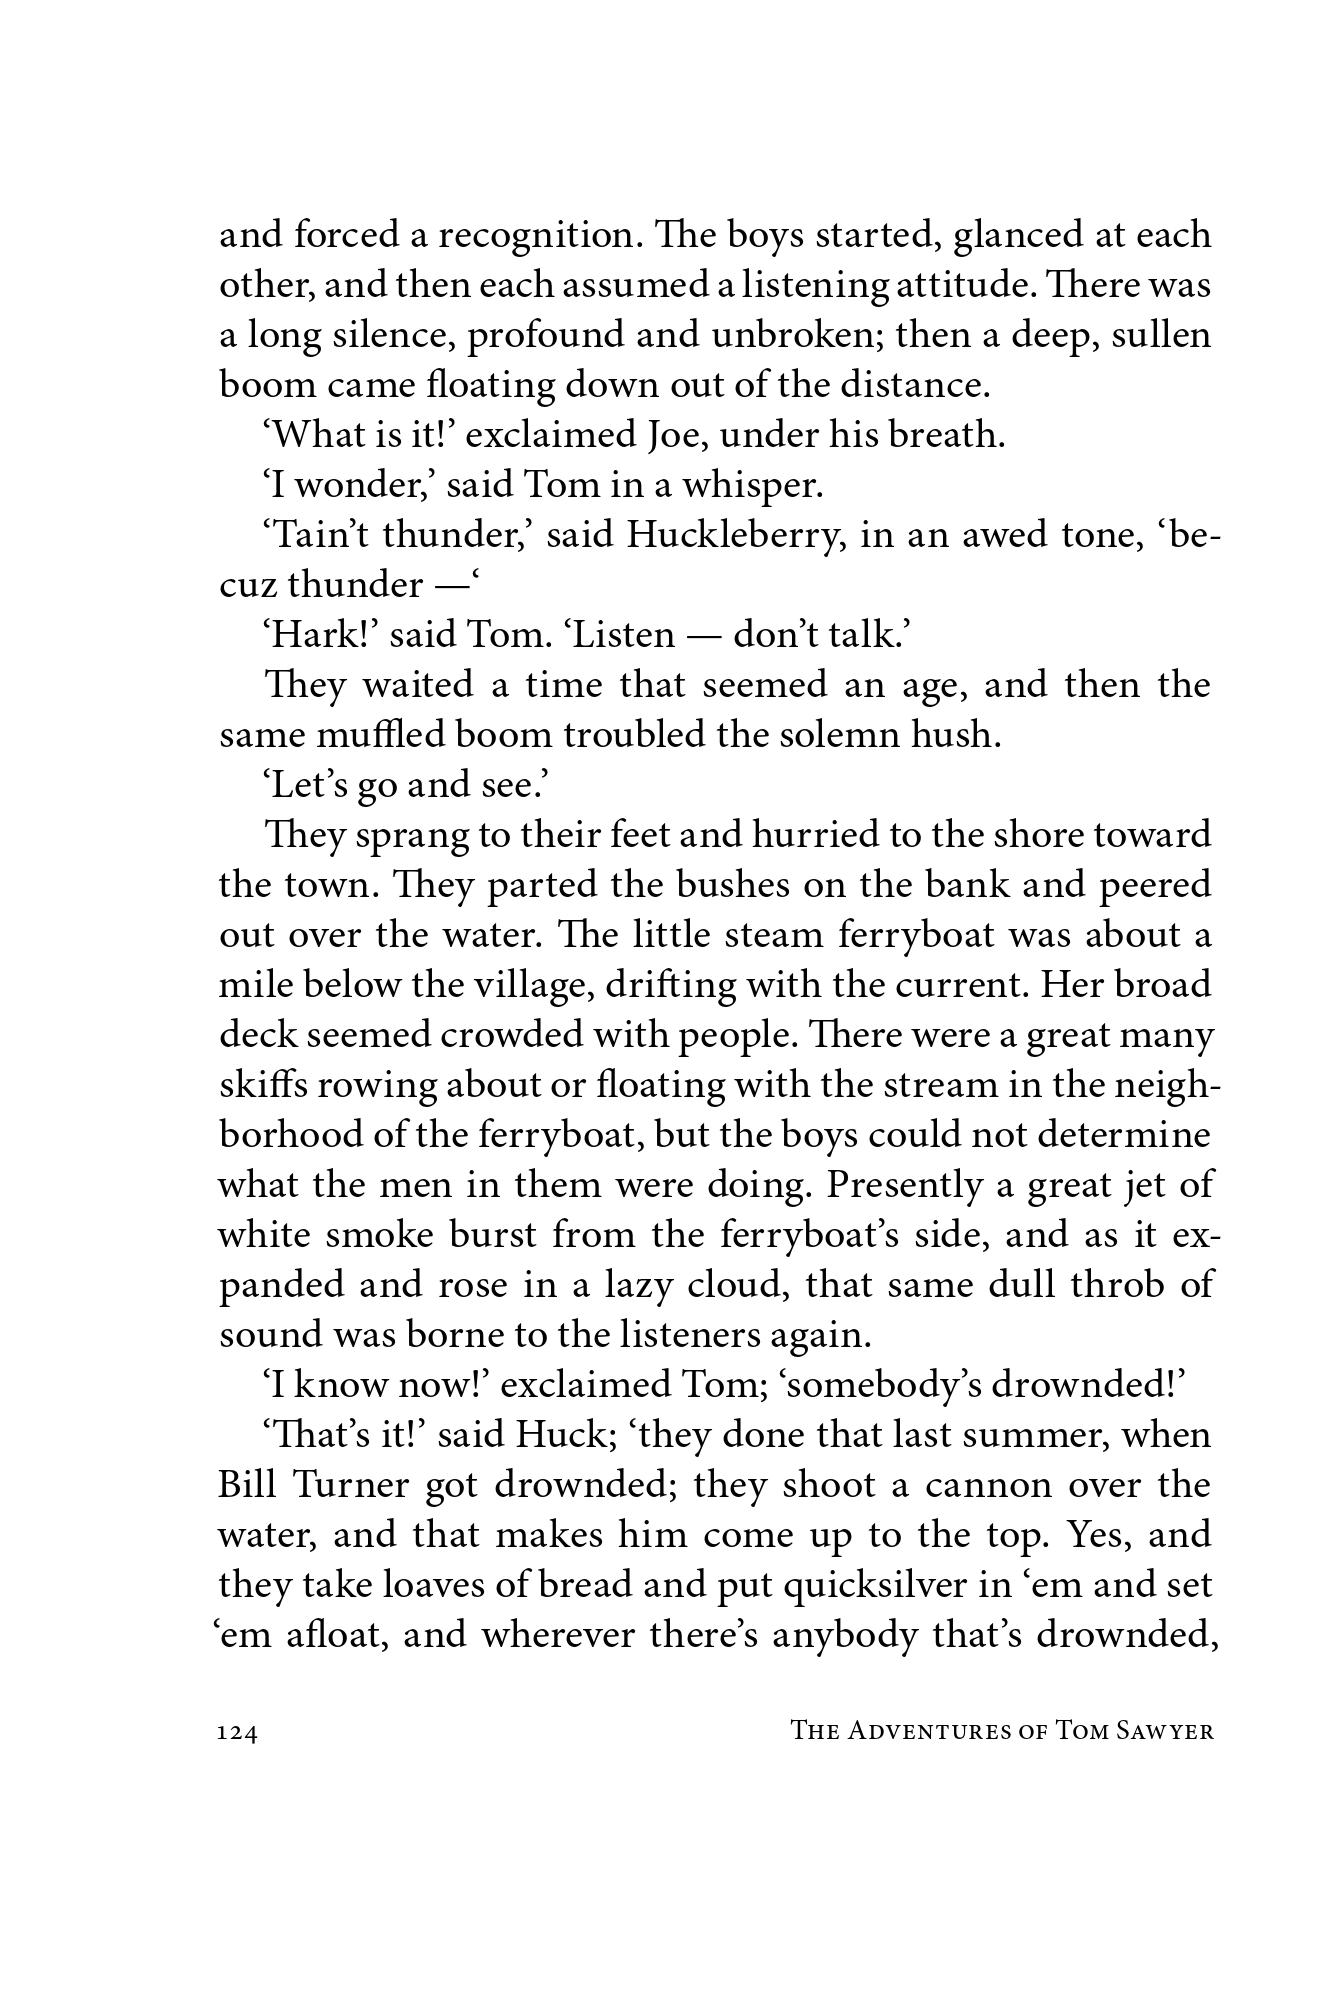 and forced a recognition. The boys started, glanced at each
other, and then each assumed a listening attitude. There was
a long silence, profound and unbroken; then a deep, sullen
boom came floating down out of the distance.
‘What is it!’ exclaimed Joe, under his breath.
‘I wonder,’ said Tom in a whisper.
‘Tain’t thunder,’ said Huckleberry, in an awed tone, ‘be-
cuz thunder —‘
‘Hark!’ said Tom. ‘Listen — don’t talk.’
They waited a time that seemed an age, and then the
same muffled boom troubled the solemn hush.
‘Let’s go and see.’
They sprang to their feet and hurried to the shore toward
the town. They parted the bushes on the bank and peered
out over the water. The little steam ferryboat was about a
mile below the village, drifting with the current. Her broad
deck seemed crowded with people. There were a great many
skiffs rowing about or floating with the stream in the neigh-
borhood of the ferryboat, but the boys could not determine
what the men in them were doing. Presently a great jet of
white smoke burst from the ferryboat’s side, and as it ex-
panded and rose in a lazy cloud, that same dull throb of
sound was borne to the listeners again.
‘I know now!’ exclaimed Tom; ‘somebody’s drownded!’
‘That’s it!’ said Huck; ‘they done that last summer, when
Bill Turner got drownded; they shoot a cannon over the
water, and that makes him come up to the top. Yes, and
they take loaves of bread and put quicksilver in ‘em and set
‘em afloat, and wherever there’s anybody that’s drownded,
124 The Adventures of Tom Sawyer